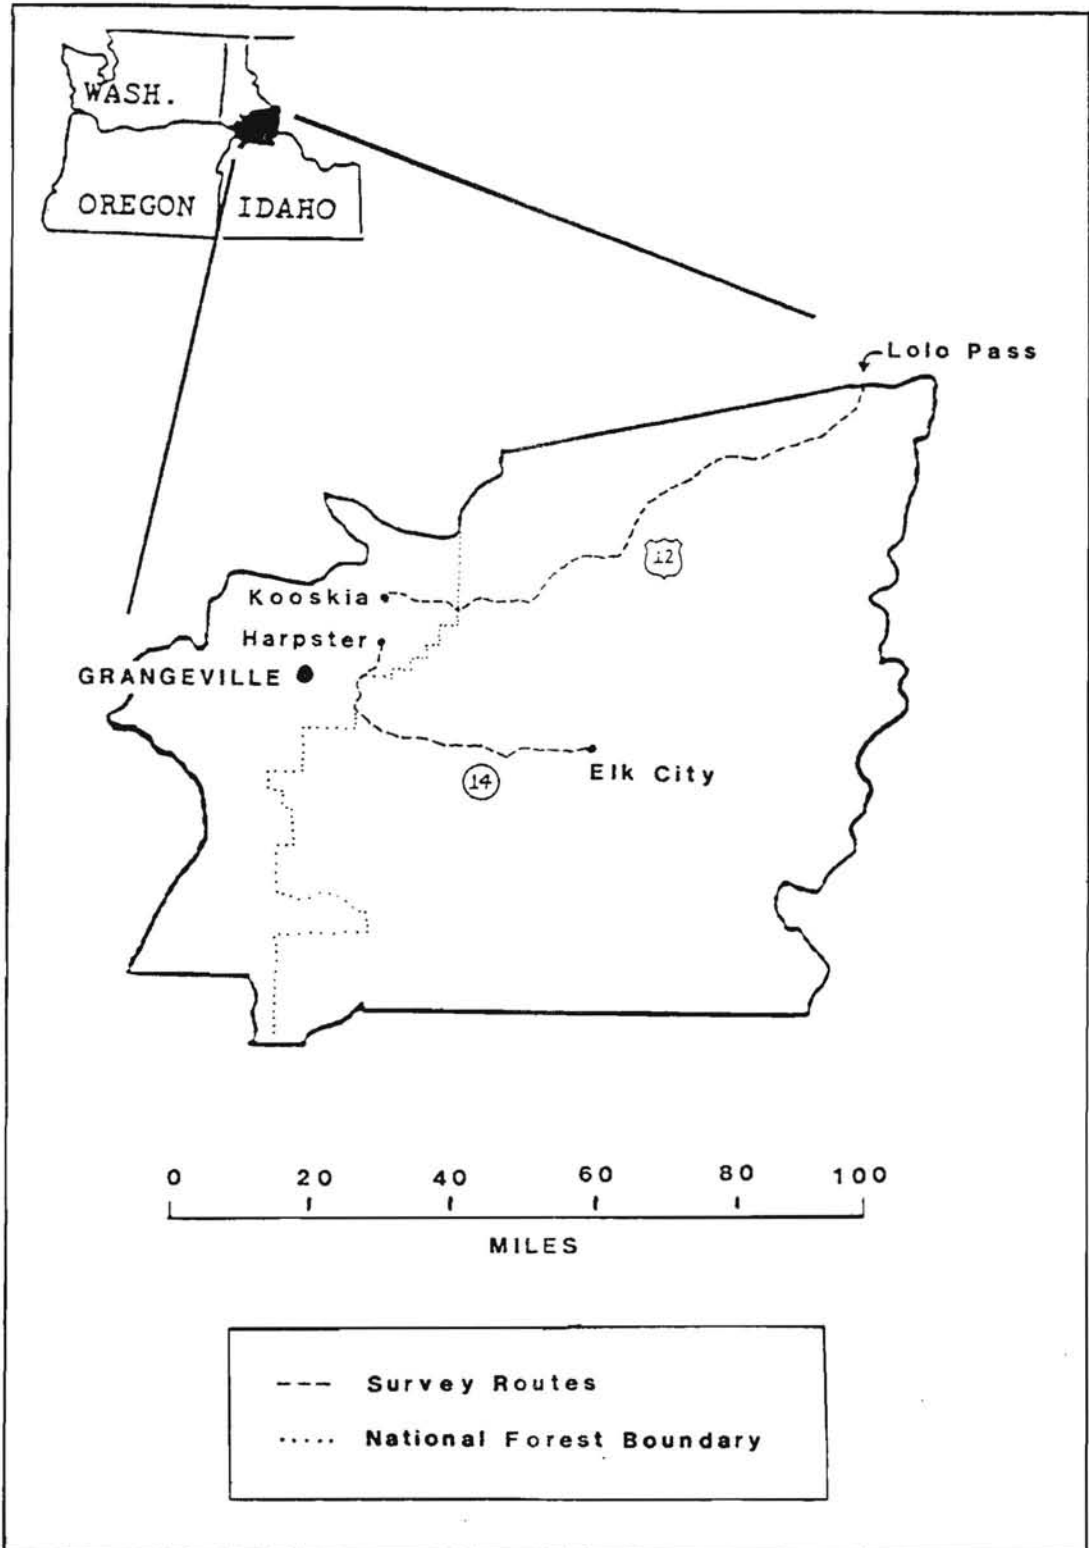 WASH.
OREGON
IDAHO
Lolo Pass
12
Kooskia
Harpster
GRANGEVILLE
14
Elk City
0 20 40 60 80 100
MILES
--- Survey Routes
..... National Forest Boundary